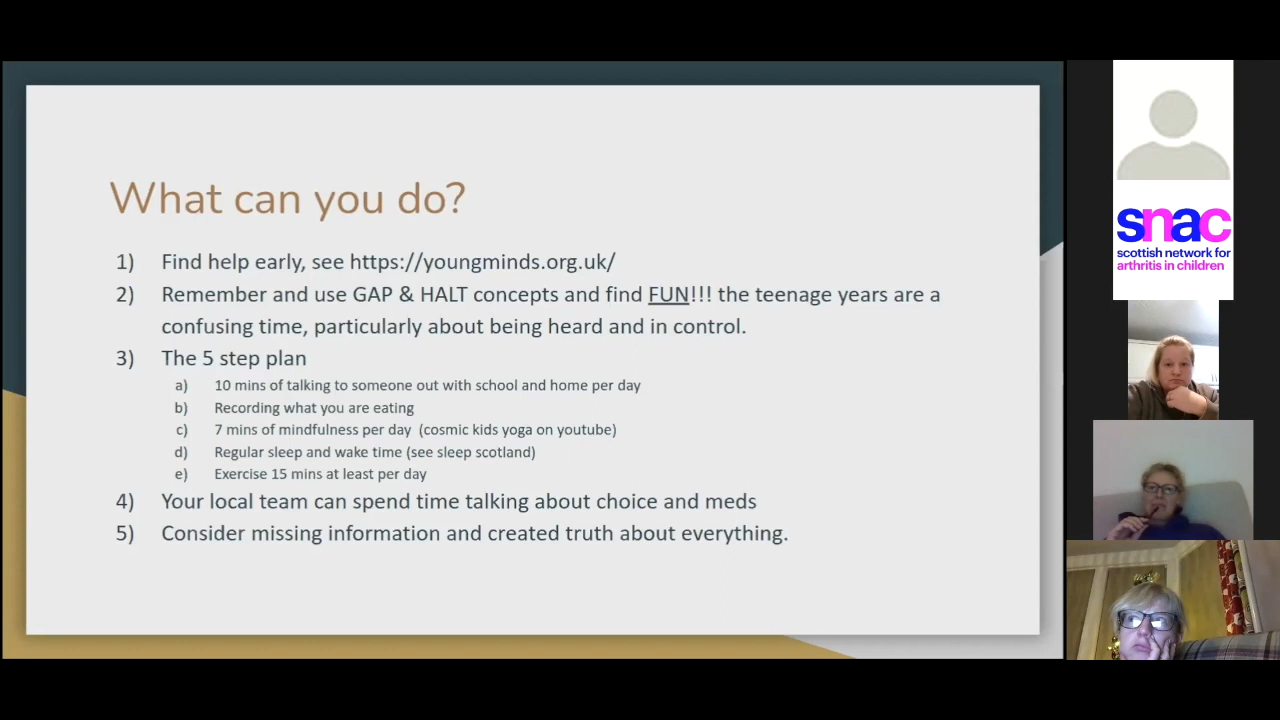 What can you do?
1) Find help early, see https://youngminds.org.uk/
2) Remember and use GAP & HALT concepts and find FUN!!! the teenage years are a
confusing time, particularly about being heard and in control.
3) The 5 step plan
a) 10 mins of talking to someone out with school and home per day
b) Recording what you are eating
c) 7 mins of mindfulness per day (cosmic kids yoga on youtube)
d) Regular sleep and wake time (see sleep scotland)
e) Exercise 15 mins at least per day
4) Your local team can spend time talking about choice and meds
5) Consider missing information and created truth about everything.
snac
scottish network for
arthritis in children